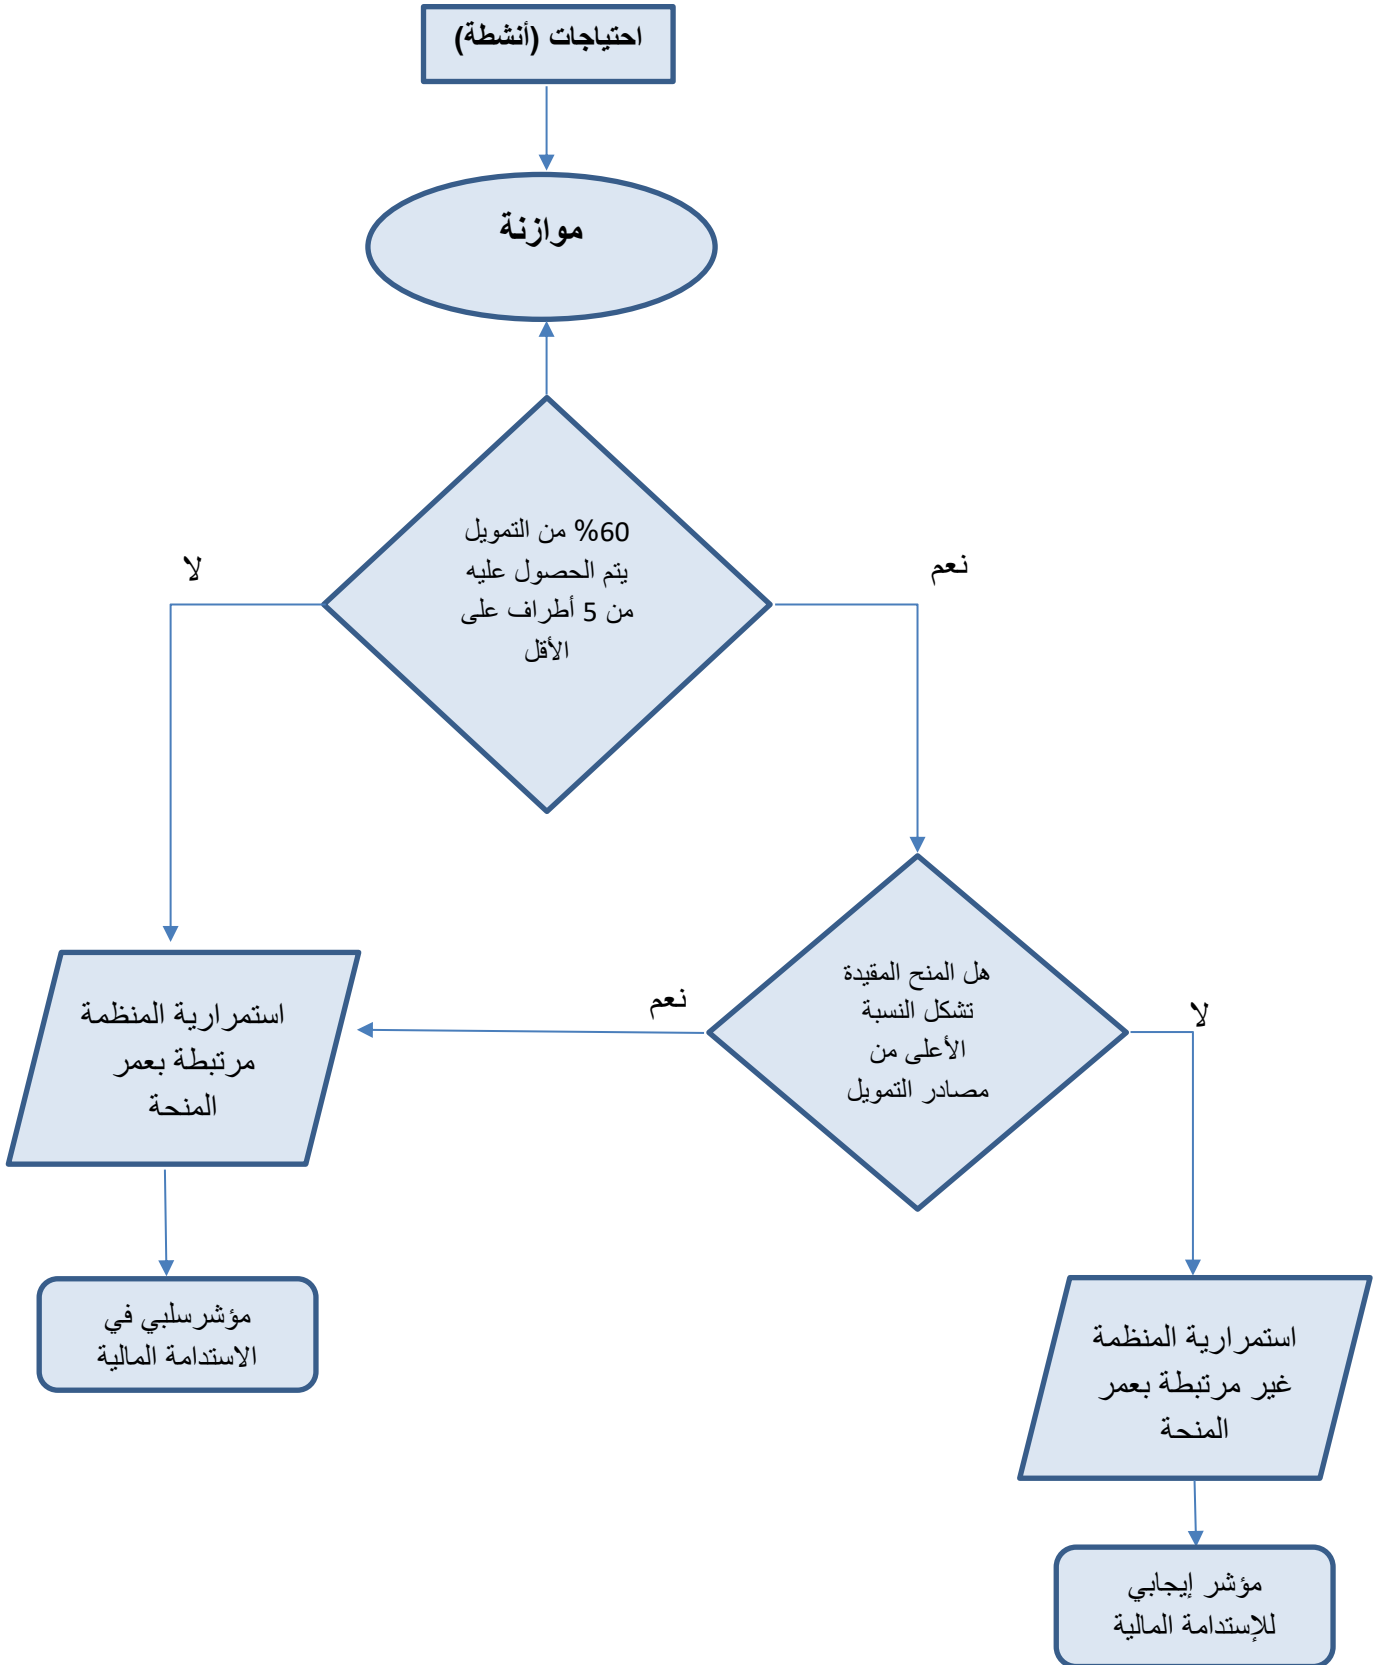 احتياجات (أنشطة)
موازنة
60% من التمويل
يتم الحصول عليه
من 5 أطراف على
الأقل
لا
نعم
هل المنح المقيدة
تشكل النسبة
الأعلى من
مصادر التمويل
نعم
لا
استمرارية المنظمة
مرتبطة بعمر
المنحة
مؤشرسلبي في
الاستدامة المالية
استمرارية المنظمة
غير مرتبطة بعمر
المنحة
مؤشر إيجابي
للإستدامة المالية